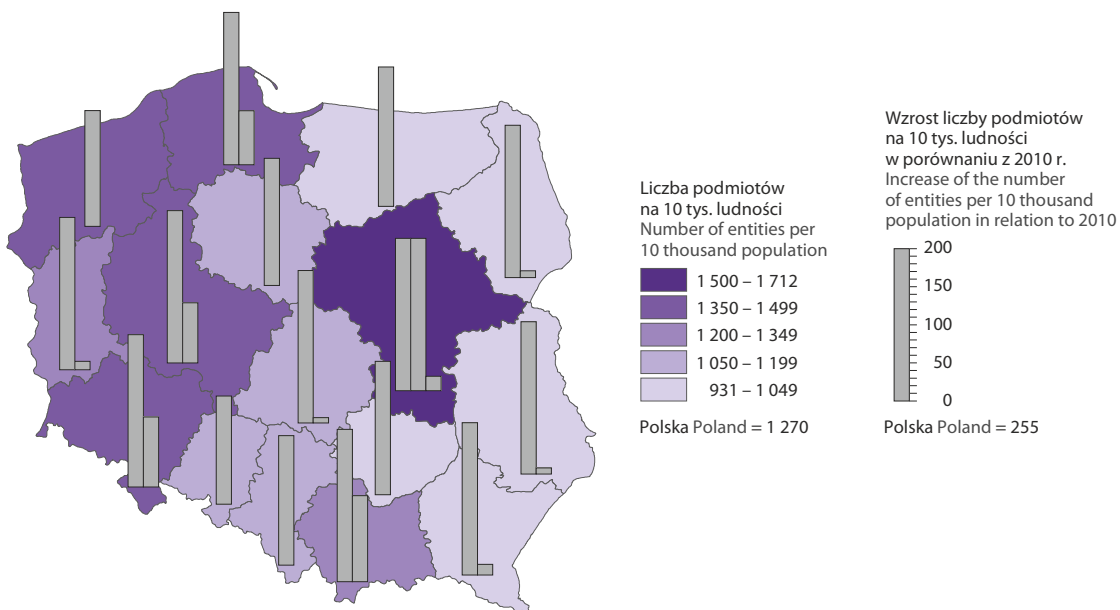 Liczba podmiotów
na 10 tys. ludności
Number of entities per
10 thousand population
1 500 – 1 712
1 350 – 1 499
1 200 – 1 349
1 050 – 1 199
931 – 1 049
Polska Poland = 1 270
Wzrost liczby podmiotów
na 10 tys. ludności
w porównaniu z 2010 r.
Increase of the number
of entities per 10 thousand
population in relation to 2010
200
150
100
50
0
Polska Poland = 255